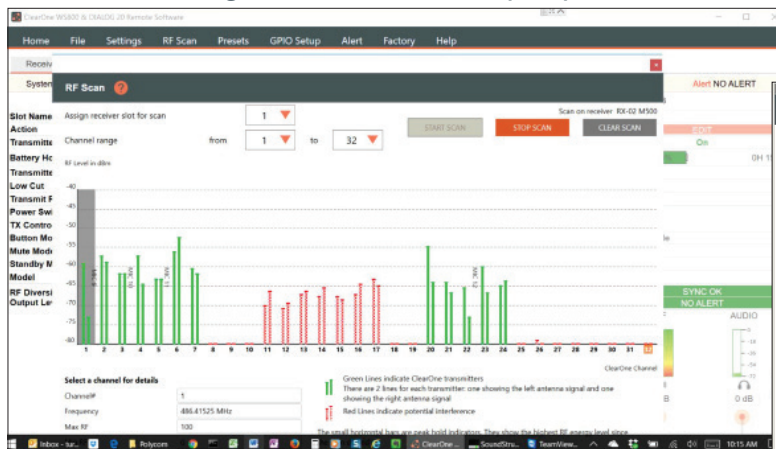 ClearOne WS800 & DIALOG 20 Remote Software
Home File Settings RF Scan Presets GPIO Setup Alert Factory Help
Receiv
System
Alert NO ALERT
RF Scan ?
Slot Name
Assign receiver slot for scan 1
Scan on receiver RX-02 M500
START SCAN STOP SCAN CLEAR SCAN
Action
EDIT
Transmitte
Channel range from 1 to 32
On
Battery Ho
0H 1
RF Level in dBm
Transmitte
Low Cut
Transmit F
Power Swi
TX Contro
Button Mo
Mute Mode
Standby M
Model
RF Diversi
Output Lev
-40
-45
-50
-55
-60
-65
-70
-75
-80
1 2 3 4 5 6 7 8 9 10 11 12 13 14 15 16 17 18 19 20 21 22 23 24 25 26 27 28 29 30 31 32
ClearOne Channel
SYNC OK
NO ALERT
AUDIO
0 dB
Select a channel for details
Channel# 1
Frequency 486.41525 MHz
Max RF 100
Green Lines indicate ClearOne transmitters
There are 2 lines for each transmitter: one showing the left antenna signal and one
showing the right antenna signal
Red Lines indicate potential interference
The small horizontal bars are peak hold indicators. They show the highest RF energy level since
Inbox - sur... Polycom ClearOne ... SoundStru... TeamView... 10:15 AM